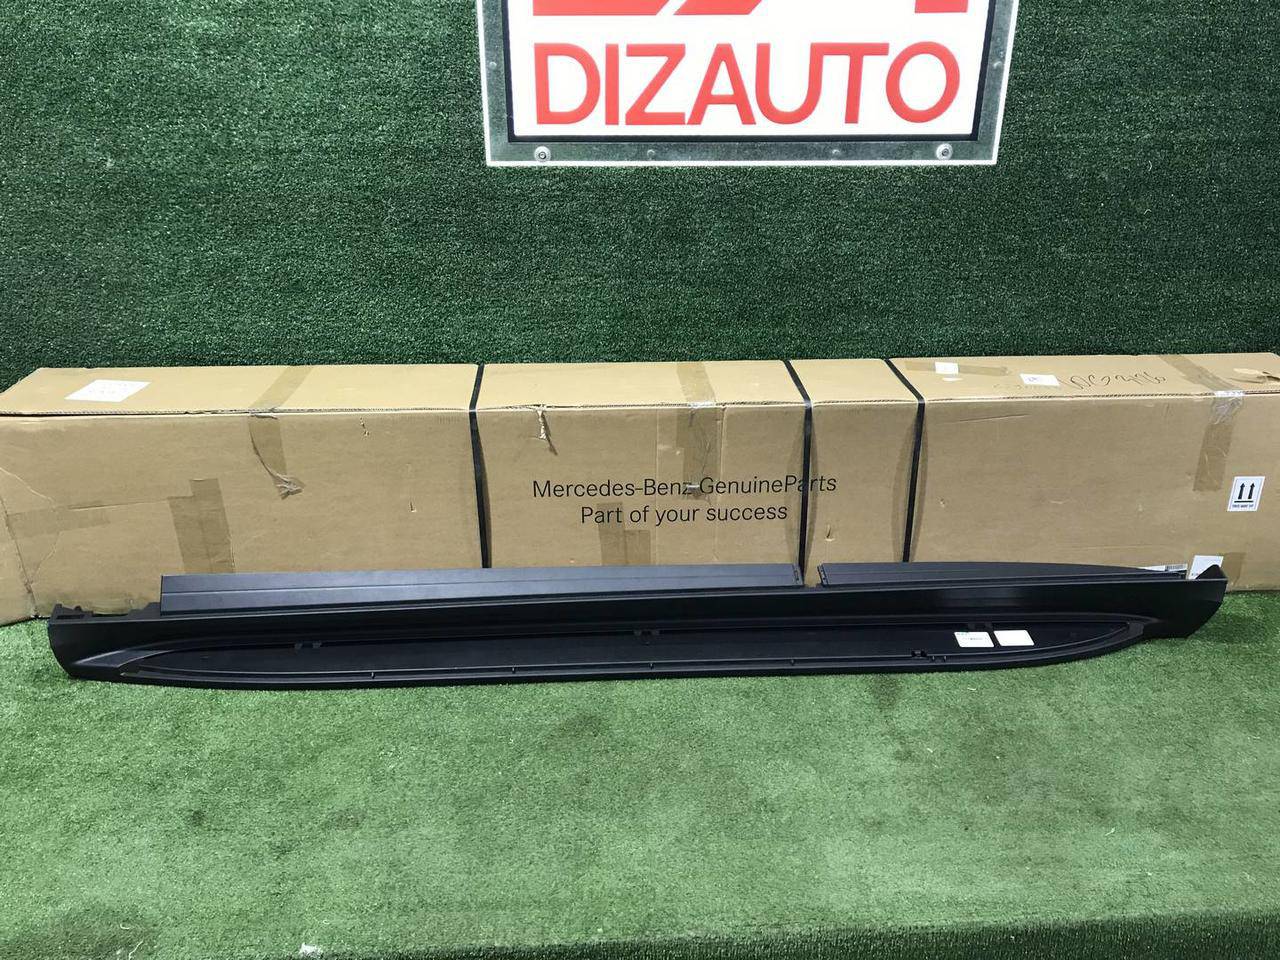 DIZAUTO
Mercedes-Benz GenuineParts
Part of your success